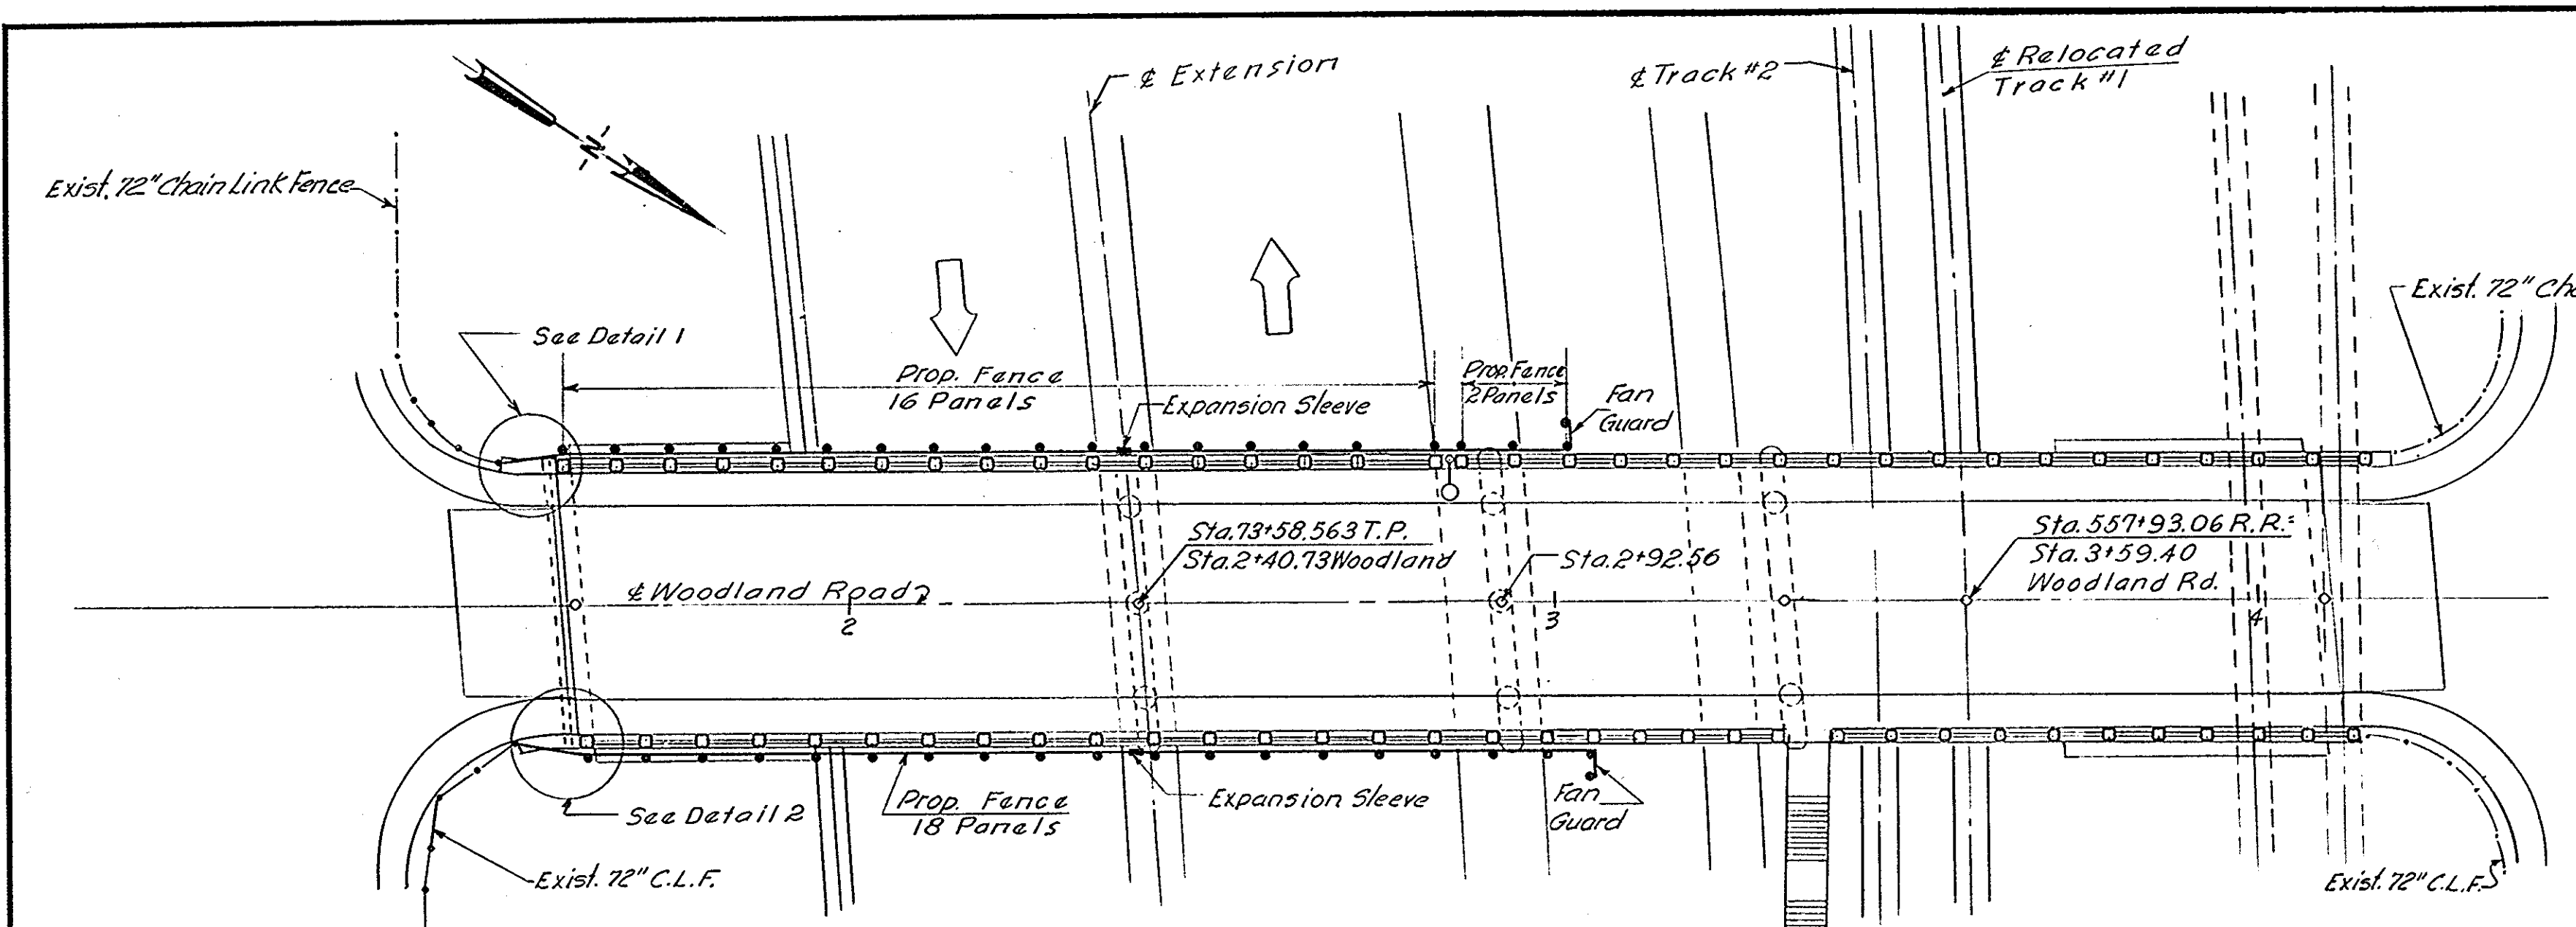 ℄ Extension
℄ Track #2
℄ Relocated
Track #1
N
Exist. 72" Chain Link Fence
Exist. 72" Cha
See Detail 1
Prop. Fence
16 Panels
Prop. Fence
2 Panels
Expansion Sleeve
Fan
Guard
Sta. 73+58.563 T.P.
Sta. 2+40.73 Woodland
Sta. 2+92.56
Sta. 557+93.06 R.R.=
Sta. 3+59.40
Woodland Rd.
℄ Woodland Road
2
3
4
See Detail 2
Prop. Fence
18 Panels
Expansion Sleeve
Fan
Guard
Exist. 72" C.L.F.
Exist. 72" C.L.F.